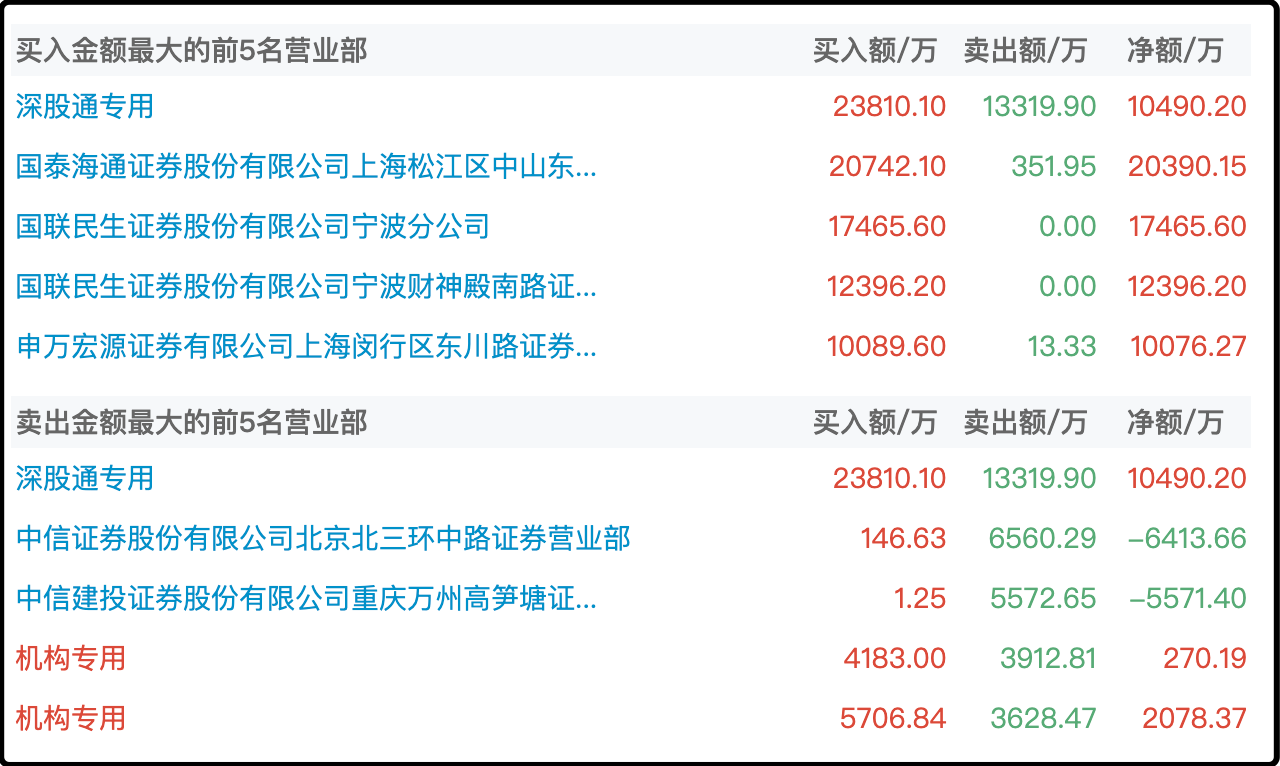 买入金额最大的前5名营业部 买入额/万 卖出额/万 净额/万
深股通专用 23810.10 13319.90 10490.20
国泰海通证券股份有限公司上海松江区中山东... 20742.10 351.95 20390.15
国联民生证券股份有限公司宁波分公司 17465.60 0.00 17465.60
国联民生证券股份有限公司宁波财神殿南路证... 12396.20 0.00 12396.20
申万宏源证券有限公司上海闵行区东川路证券... 10089.60 13.33 10076.27
卖出金额最大的前5名营业部 买入额/万 卖出额/万 净额/万
深股通专用 23810.10 13319.90 10490.20
中信证券股份有限公司北京北三环中路证券营业部 146.63 6560.29 -6413.66
中信建投证券股份有限公司重庆万州高笋塘证... 1.25 5572.65 -5571.40
机构专用 4183.00 3912.81 270.19
机构专用 5706.84 3628.47 2078.37